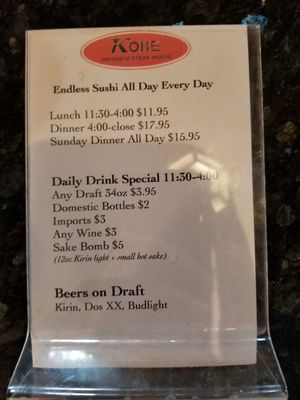 KOBE
JAPANESE STEAK HOUSE
Endless Sushi All Day Every Day
Lunch 11:30-4:00 $11.95
Dinner 4:00-close $17.95
Sunday Dinner All Day $15.95
Daily Drink Special 11:30-4:00
Any Draft 34oz $3.95
Domestic Bottles $2
Imports $3
Any Wine $3
Sake Bomb $5
(12oz Kirin light + small hot sake)
Beers on Draft
Kirin, Dos XX, Budlight